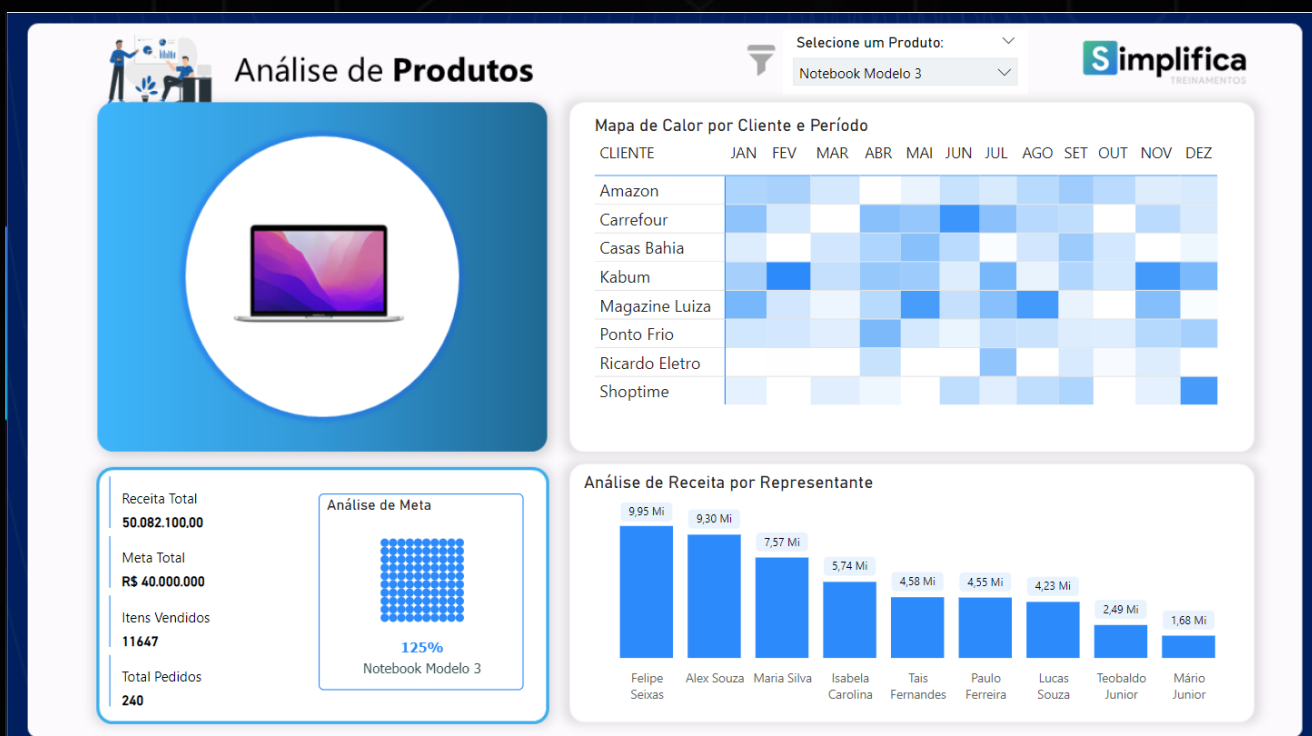 Análise de Produtos
Selecione um Produto:
Notebook Modelo 3
Simplifica
TREINAMENTOS
Mapa de Calor por Cliente e Período
CLIENTE JAN FEV MAR ABR MAI JUN JUL AGO SET OUT NOV DEZ
Amazon
Carrefour
Casas Bahia
Kabum
Magazine Luiza
Ponto Frio
Ricardo Eletro
Shoptime
Receita Total
50.082.100,00
Meta Total
R$ 40.000.000
Itens Vendidos
11647
Total Pedidos
240
Análise de Meta
125%
Notebook Modelo 3
Análise de Receita por Representante
9,95 Mi
9,30 Mi
7,57 Mi
5,74 Mi
4,58 Mi
4,55 Mi
4,23 Mi
2,49 Mi
1,68 Mi
Felipe
Seixas
Alex Souza
Maria Silva
Isabela
Carolina
Tais
Fernandes
Paulo
Ferreira
Lucas
Souza
Teobaldo
Junior
Mário
Junior